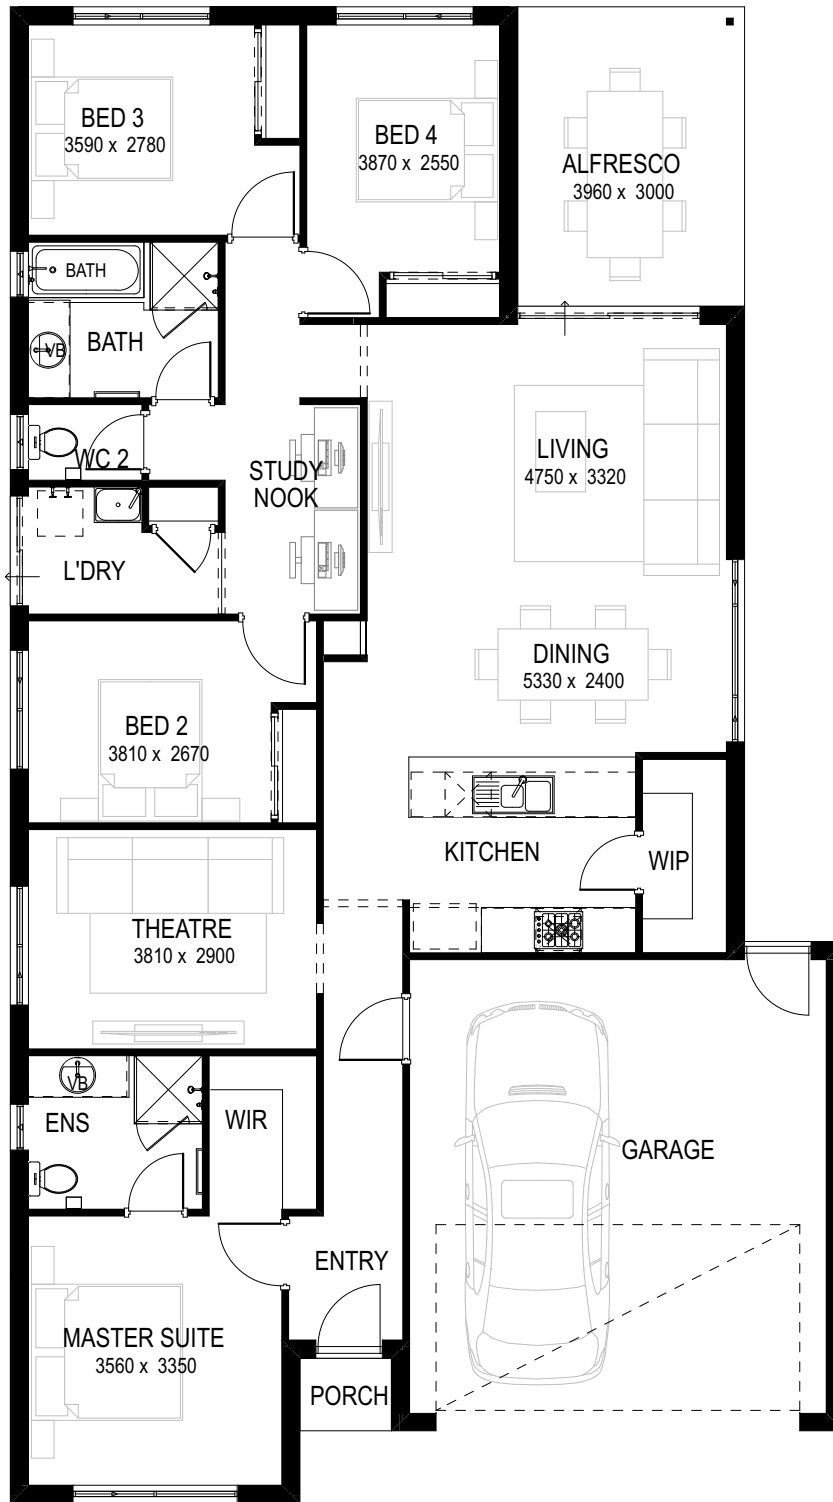 BED 3
3590 x 2780
BED 4
3870 x 2550
ALFRESCO
3960 x 3000
BATH
BATH
VB
WC 2
STUDY
NOOK
LIVING
4750 x 3320
L'DRY
DINING
5330 x 2400
BED 2
3810 x 2670
KITCHEN
WIP
THEATRE
3810 x 2900
VB
ENS
WIR
GARAGE
ENTRY
MASTER SUITE
3560 x 3350
PORCH